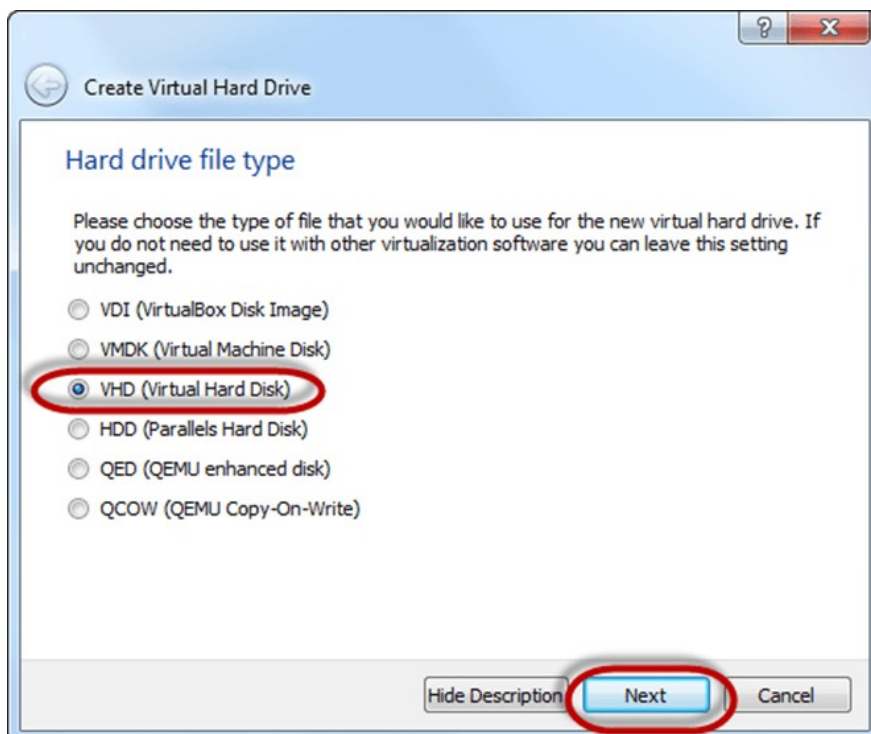 Create Virtual Hard Drive
Hard drive file type
Please choose the type of file that you would like to use for the new virtual hard drive. If
you do not need to use it with other virtualization software you can leave this setting
unchanged.
VDI (VirtualBox Disk Image)
VMDK (Virtual Machine Disk)
VHD (Virtual Hard Disk)
HDD (Parallels Hard Disk)
QED (QEMU enhanced disk)
QCOW (QEMU Copy-On-Write)
Hide Description Next Cancel